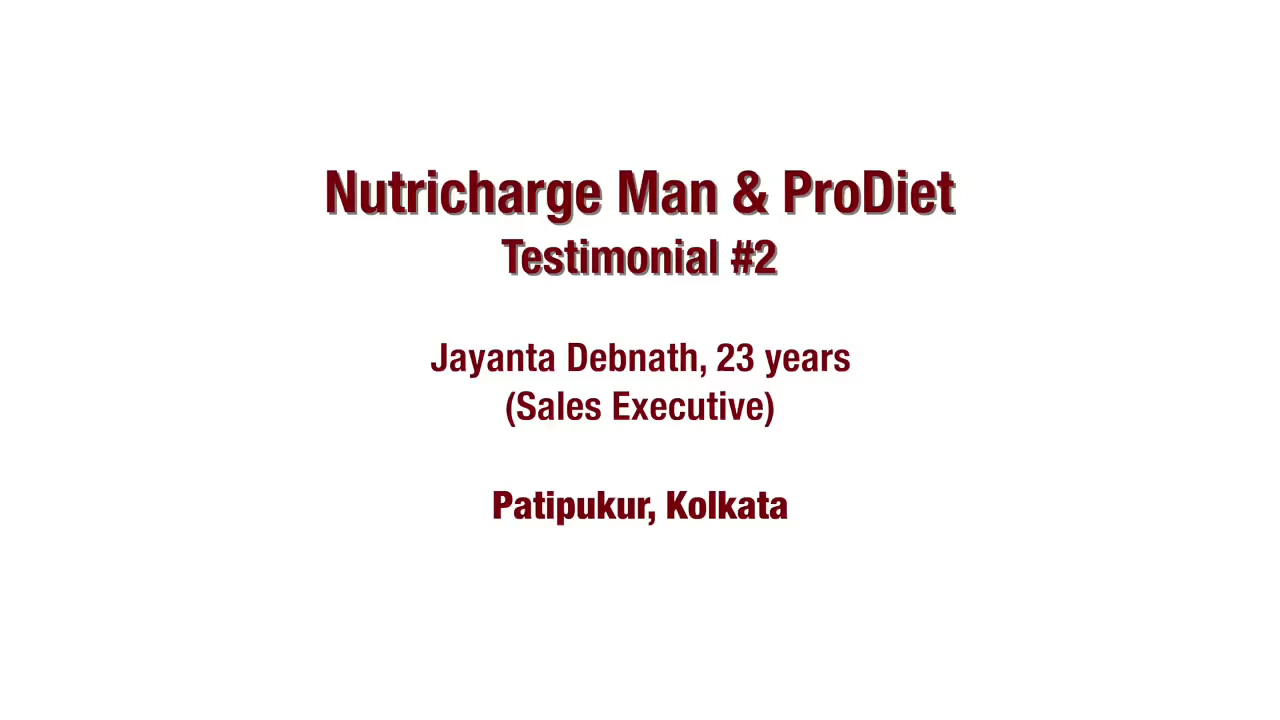 Nutricharge Man & ProDiet
Testimonial #2
Jayanta Debnath, 23 years
(Sales Executive)
Patipukur, Kolkata